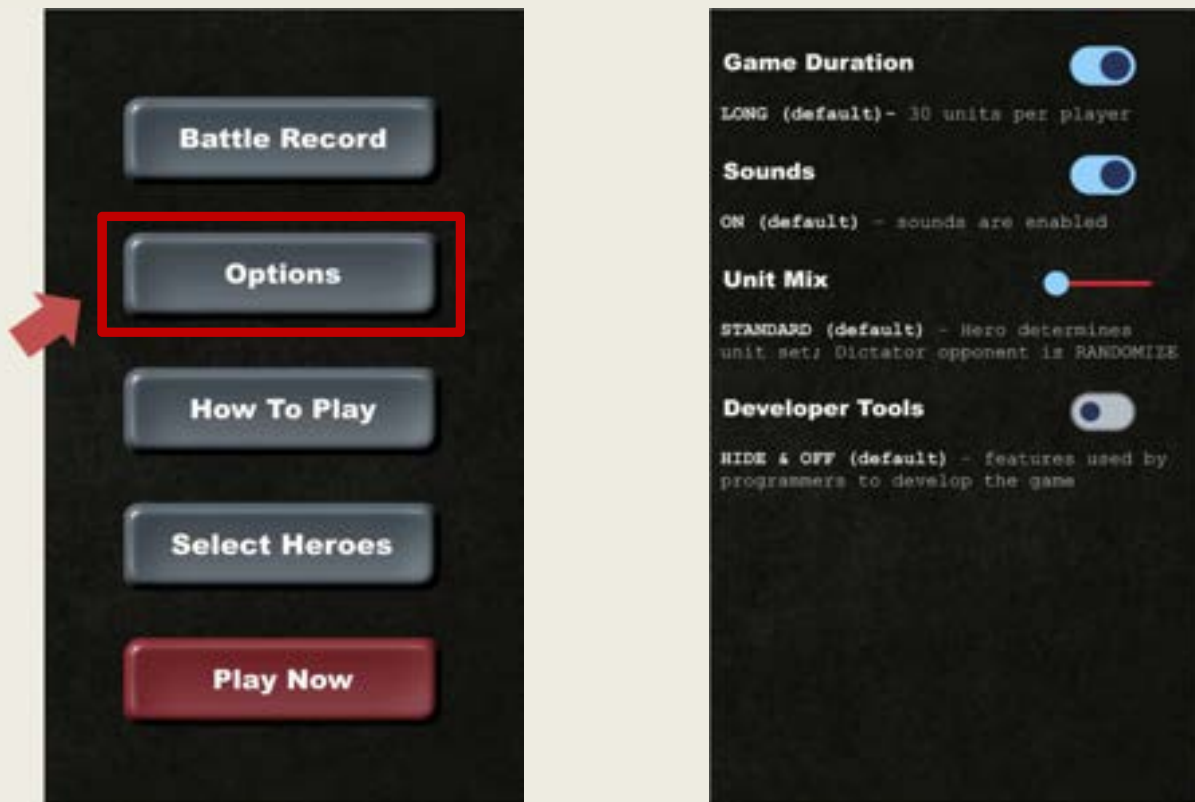 Battle Record
Options
How To Play
Select Heroes
Play Now
Game Duration
LONG (default)- 30 units per player
Sounds
ON (default) - sounds are enabled
Unit Mix
STANDARD (default) - Hero determines
unit set; Dictator opponent is RANDOMIZE
Developer Tools
HIDE & OFF (default) - features used by
programmers to develop the game